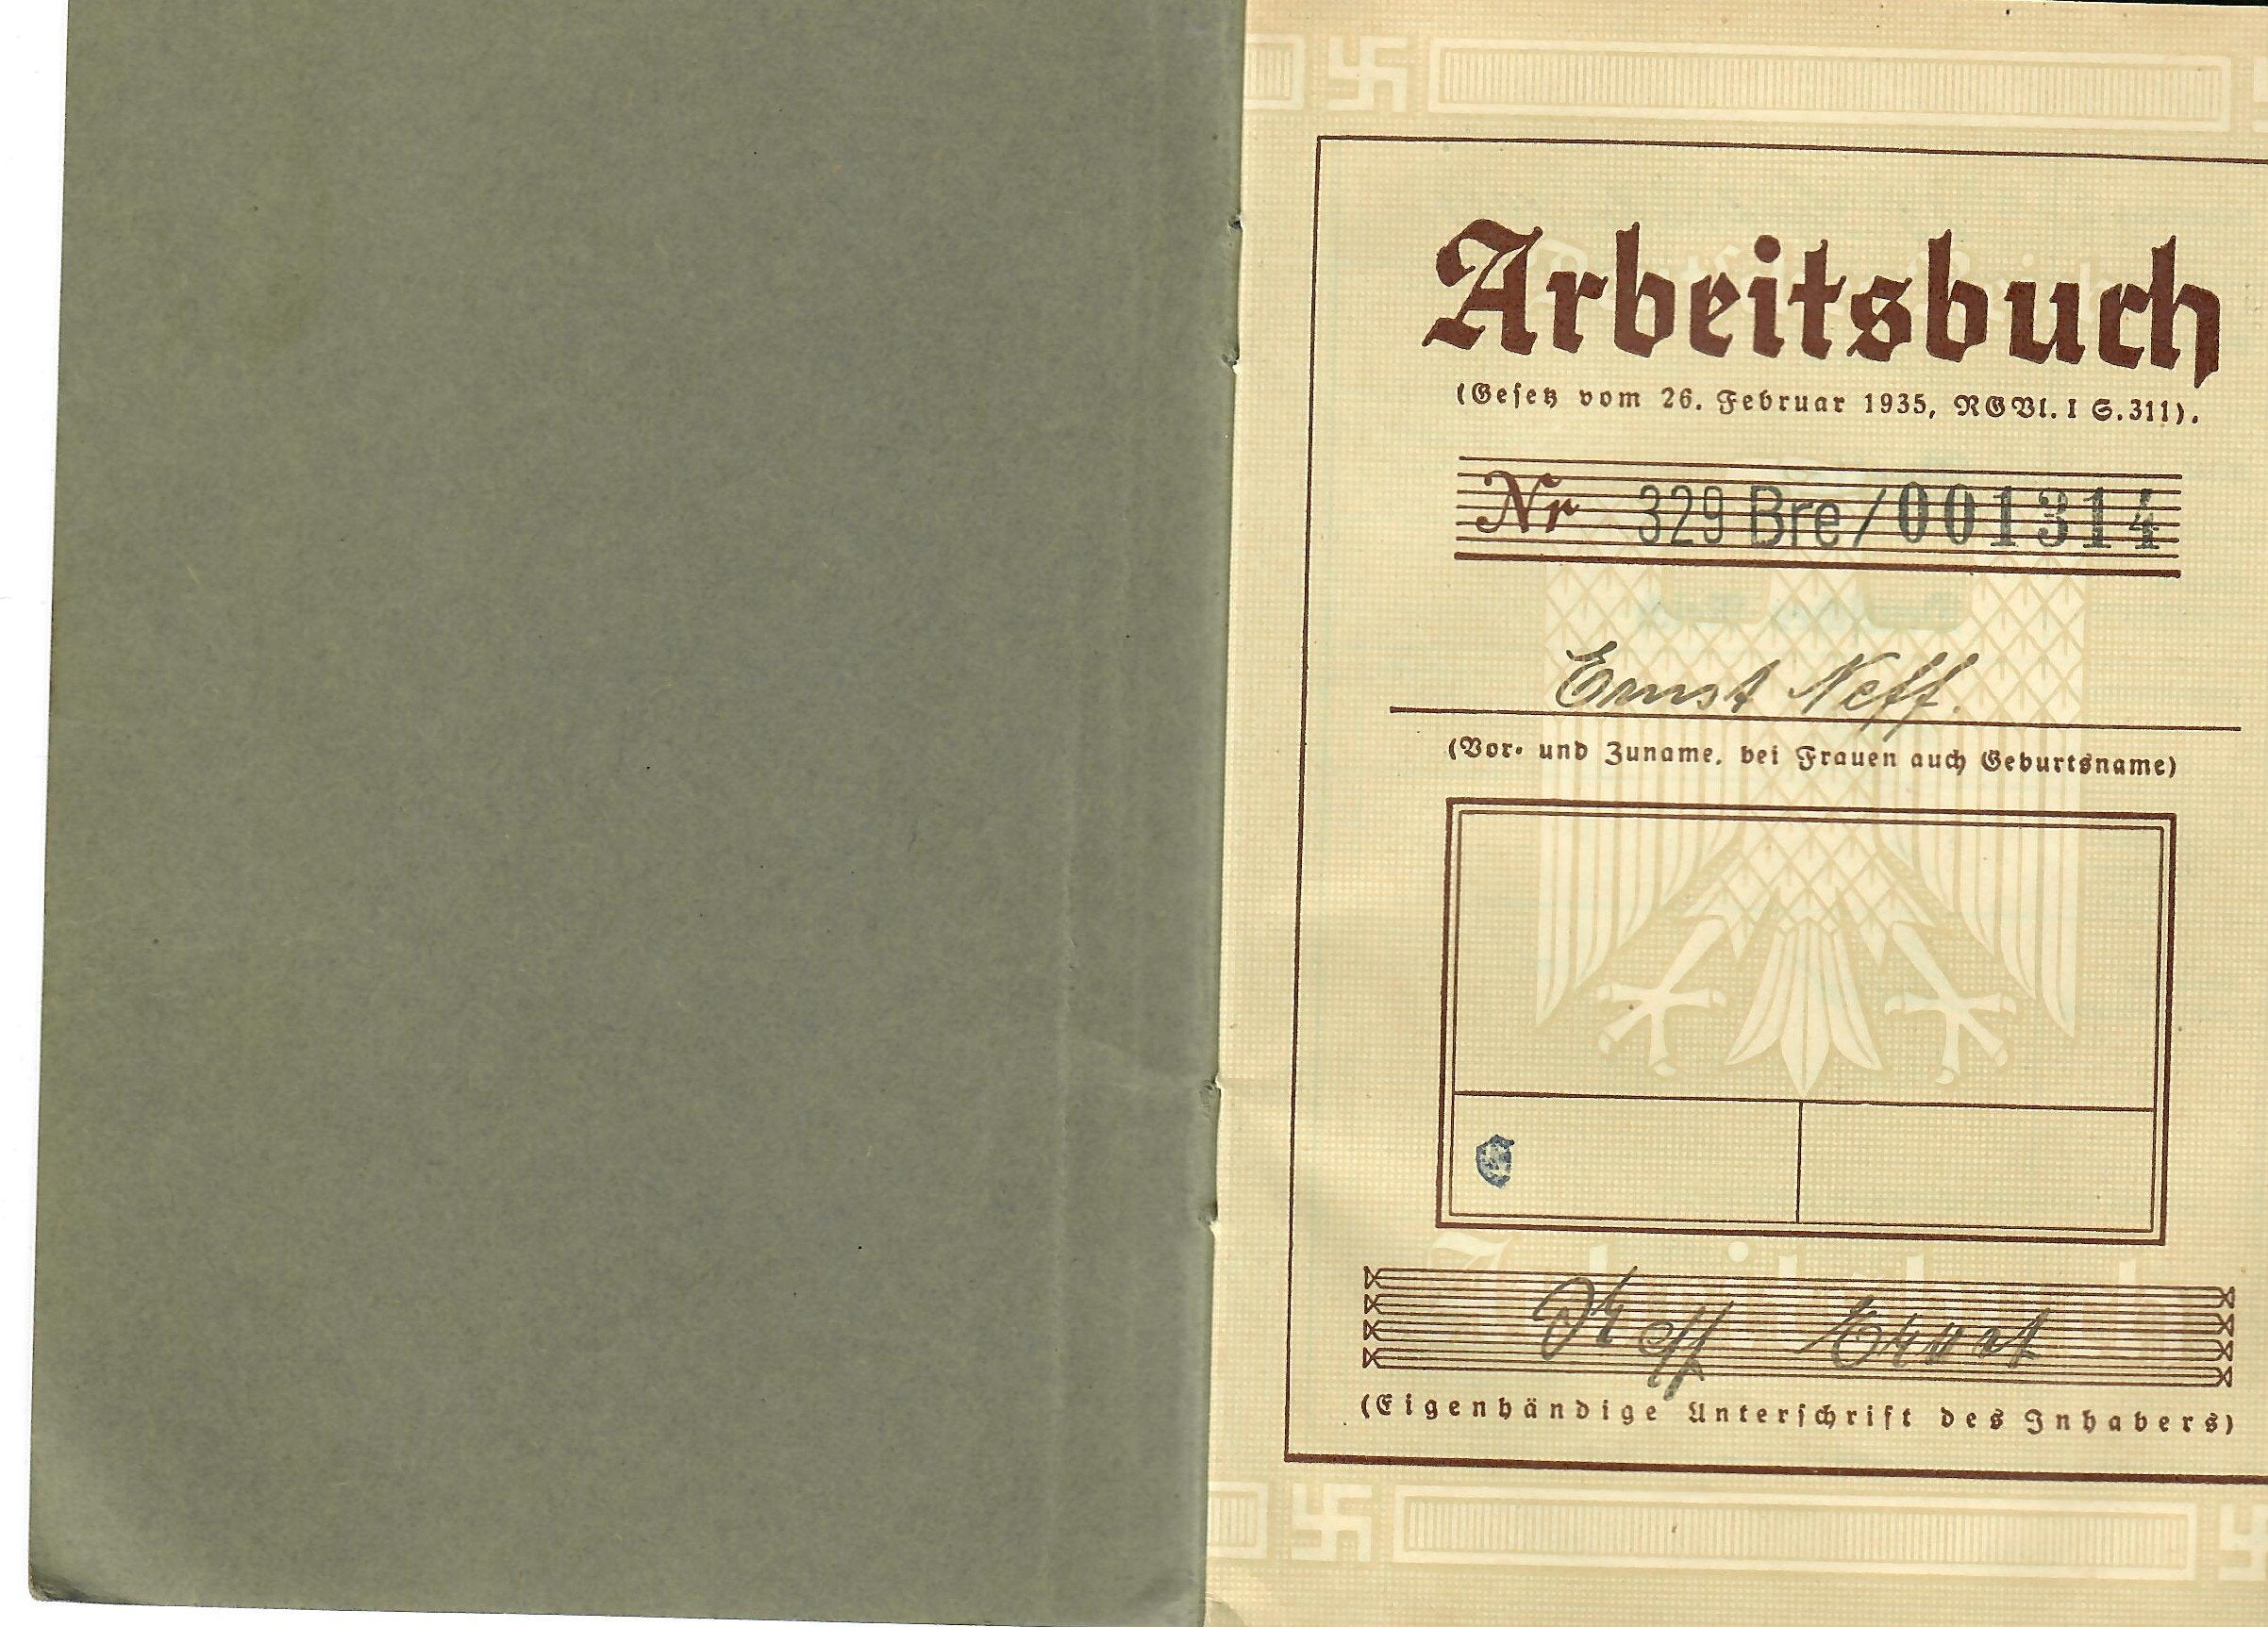 Arbeitsbuch
(Gesetz vom 26. Februar 1935, RGBl. I S. 311).
Nr 329 Bre/001314
Ernst Neff.
(Vor- und Zuname, bei Frauen auch Geburtsname)
Neff Ernst
(Eigenhändige Unterschrift des Inhabers)